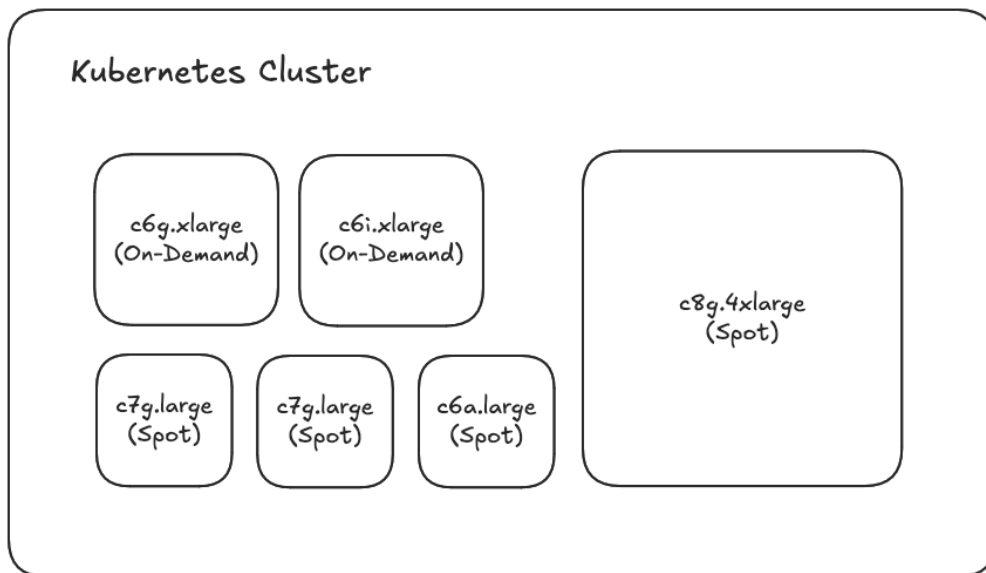 Kubernetes Cluster
c6g.xlarge
(On-Demand)
c6i.xlarge
(On-Demand)
c8g.4xlarge
(Spot)
c7g.large
(Spot)
c7g.large
(Spot)
c6a.large
(Spot)